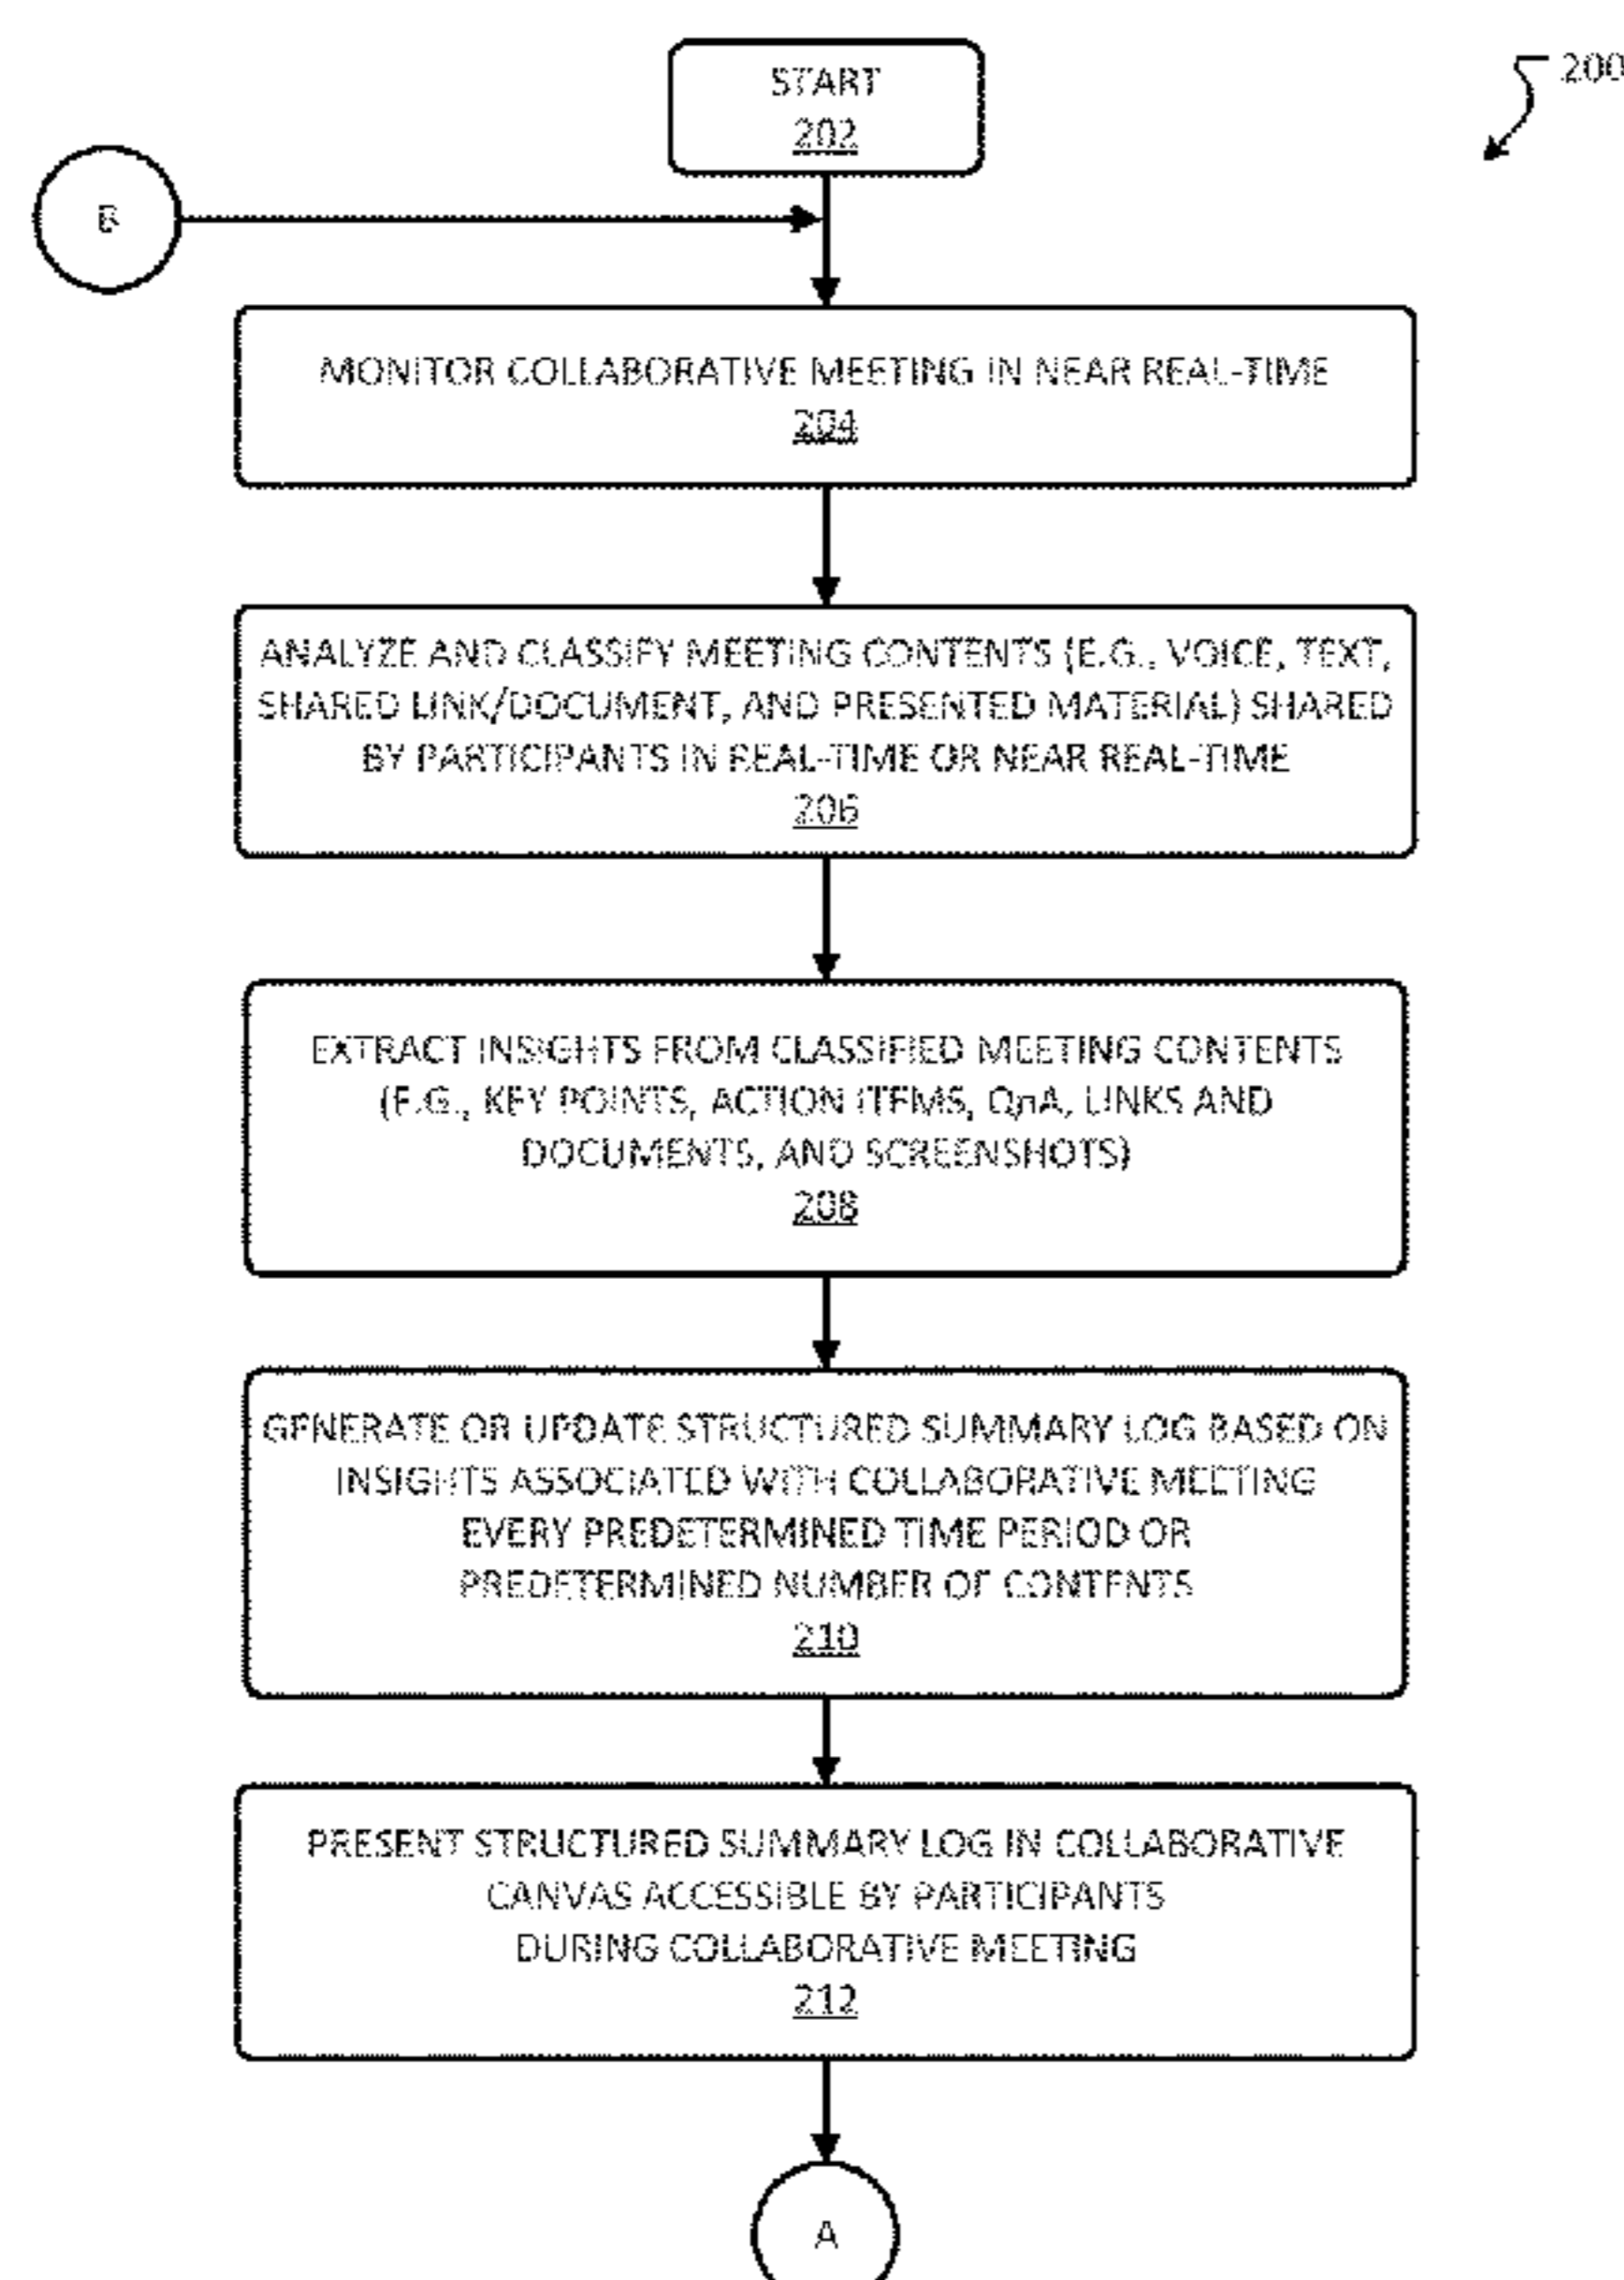 START
202
200
B
MONITOR COLLABORATIVE MEETING IN NEAR REAL-TIME
204
ANALYZE AND CLASSIFY MEETING CONTENTS (E.G., VOICE, TEXT,
SHARED LINK/DOCUMENT, AND PRESENTED MATERIAL) SHARED
BY PARTICIPANTS IN REAL-TIME OR NEAR REAL-TIME
206
EXTRACT INSIGHTS FROM CLASSIFIED MEETING CONTENTS
(E.G., KEY POINTS, ACTION ITEMS, QnA, LINKS AND
DOCUMENTS, AND SCREENSHOTS)
208
GENERATE OR UPDATE STRUCTURED SUMMARY LOG BASED ON
INSIGHTS ASSOCIATED WITH COLLABORATIVE MEETING
EVERY PREDETERMINED TIME PERIOD OR
PREDETERMINED NUMBER OF CONTENTS
210
PRESENT STRUCTURED SUMMARY LOG IN COLLABORATIVE
CANVAS ACCESSIBLE BY PARTICIPANTS
DURING COLLABORATIVE MEETING
212
A